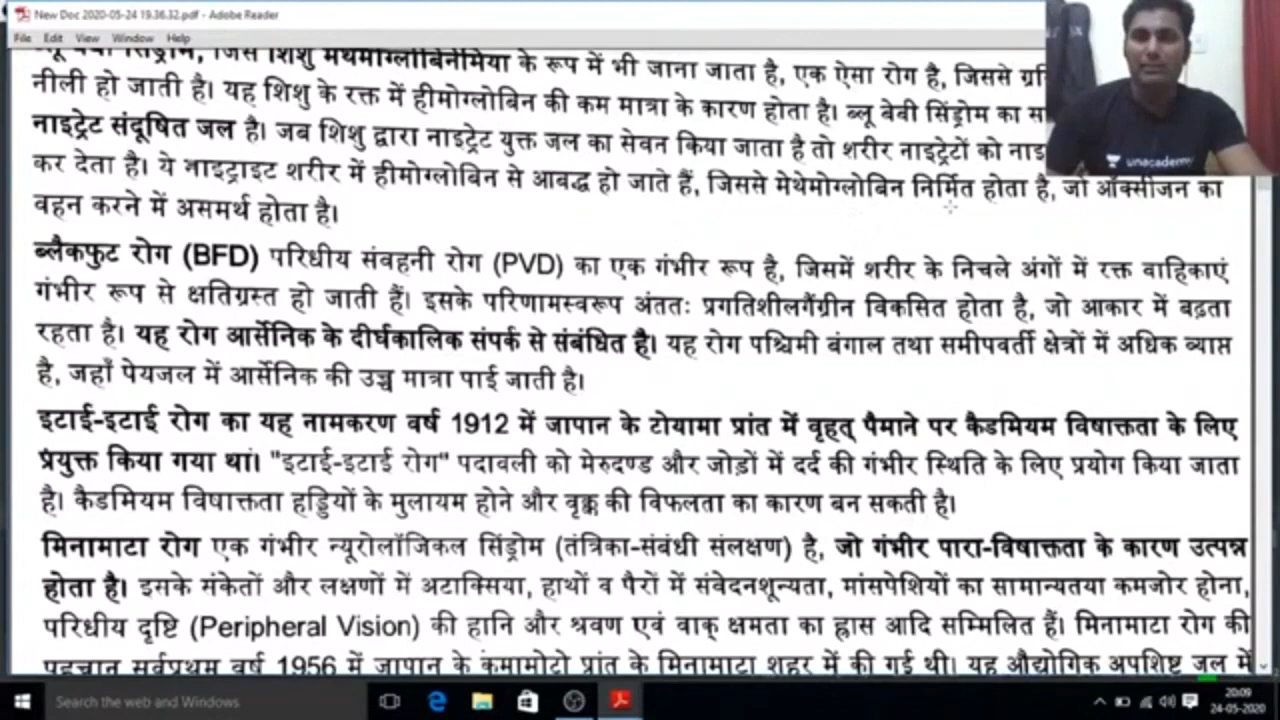 New Doc 2020-05-24 19.36.32.pdf - Adobe Reader
File Edit View Window Help
जिसे शिशु मेथेमोग्लोबिनेमिया के रूप में भी जाना जाता है, एक ऐसा रोग है, जिससे
नीली हो जाती है। यह शिशु के रक्त में हीमोग्लोबिन की कम मात्रा के कारण होता है। ब्लू बेबी सिंड्रोम का
नाइट्रेट संदूषित जल है। जब शिशु द्वारा नाइट्रेट युक्त जल का सेवन किया जाता है तो शरीर नाइट्रेटों को
कर देता है। ये नाइट्राइट शरीर में हीमोग्लोबिन से आबद्ध हो जाते हैं, जिससे मेथेमोग्लोबिन निर्मित होता है, जो ऑक्सीजन का
वहन करने में असमर्थ होता है।
ब्लैकफुट रोग (BFD) परिधीय संवहनी रोग (PVD) का एक गंभीर रूप है, जिसमें शरीर के निचले अंगों में रक्त वाहिकाएं
गंभीर रूप से क्षतिग्रस्त हो जाती हैं। इसके परिणामस्वरूप अंततः प्रगतिशीलगैंग्रीन विकसित होता है, जो आकार में बढ़ता
रहता है। यह रोग आर्सेनिक के दीर्घकालिक संपर्क से संबंधित है। यह रोग पश्चिमी बंगाल तथा समीपवर्ती क्षेत्रों में अधिक व्याप्त
है, जहाँ पेयजल में आर्सेनिक की उच्च मात्रा पाई जाती है।
इटाई-इटाई रोग का यह नामकरण वर्ष 1912 में जापान के टोयामा प्रांत में वृहत् पैमाने पर कैडमियम विषाक्तता के लिए
प्रयुक्त किया गया था। "इटाई-इटाई रोग" पदावली को मेरुदण्ड और जोड़ों में दर्द की गंभीर स्थिति के लिए प्रयोग किया जाता
है। कैडमियम विषाक्तता हड्डियों के मुलायम होने और वृक्क की विफलता का कारण बन सकती है।
मिनामाटा रोग एक गंभीर न्यूरोलॉजिकल सिंड्रोम (तंत्रिका-संबंधी संलक्षण) है, जो गंभीर पारा-विषाक्तता के कारण उत्पन्न
होता है। इसके संकेतों और लक्षणों में अटाक्सिया, हाथों व पैरों में संवेदनशून्यता, मांसपेशियों का सामान्यतया कमजोर होना,
परिधीय दृष्टि (Peripheral Vision) की हानि और श्रवण एवं वाक् क्षमता का ह्रास आदि सम्मिलित हैं। मिनामाटा रोग की
पहचान सर्वप्रथम वर्ष 1956 में जापान के कुमामोटो प्रांत के मिनामाटा शहर में की गई थी। यह औद्योगिक अपशिष्ट जल में
unacademy
Search the web and Windows
20:09
24-05-2020